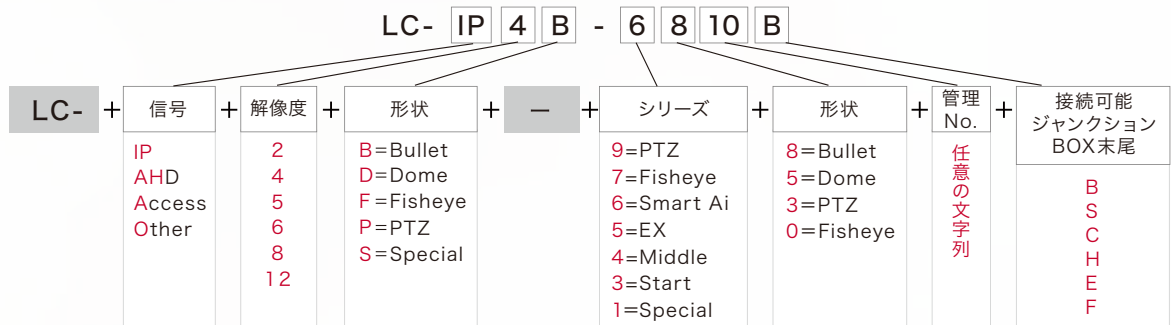 LC- IP 4 B - 6 8 10 B
LC- + 信号 + 解像度 + 形状 + － + シリーズ + 形状 + 管理No. + 接続可能ジャンクションBOX末尾
IP
AHD
Access
Other
2
4
5
6
8
12
B=Bullet
D=Dome
F=Fisheye
P=PTZ
S=Special
9=PTZ
7=Fisheye
6=Smart Ai
5=EX
4=Middle
3=Start
1=Special
8=Bullet
5=Dome
3=PTZ
0=Fisheye
任意の文字列
B
S
C
H
E
F